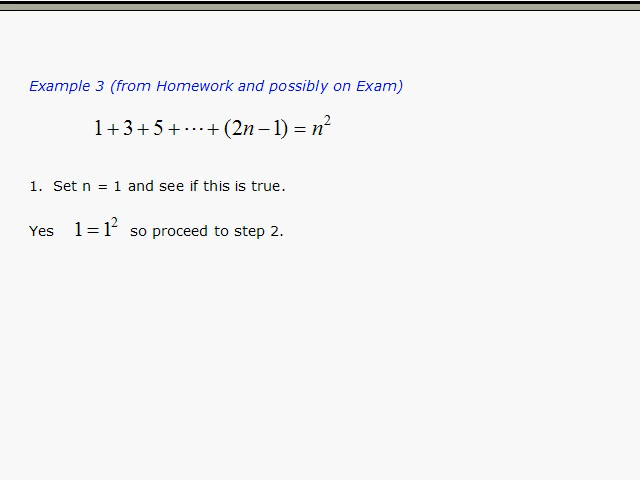 Example 3 (from Homework and possibly on Exam)
1 + 3 + 5 + ⋯ + (2n − 1) = n²
1. Set n = 1 and see if this is true.
Yes 1 = 1² so proceed to step 2.